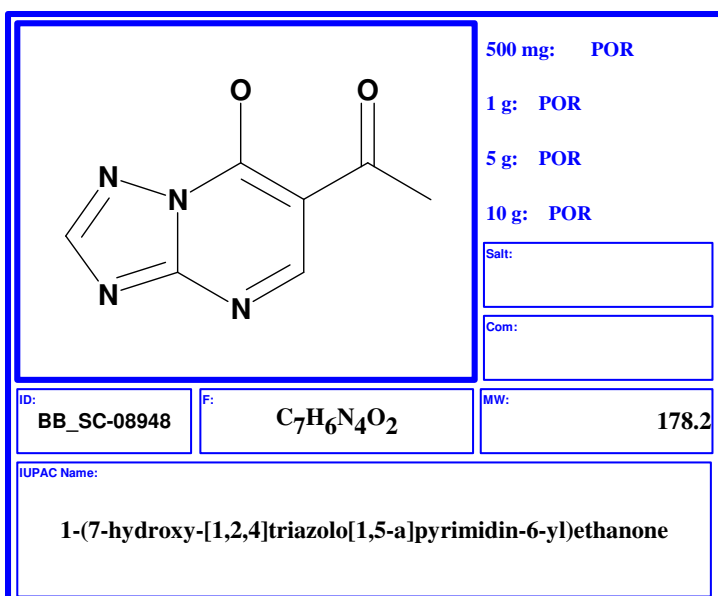 500 mg: POR
1 g: POR
5 g: POR
10 g: POR
O O
N N
N N
Salt:
Com:
ID:
BB_SC-08948
F:
C7H6N4O2
MW:
178.2
IUPAC Name:
1-(7-hydroxy-[1,2,4]triazolo[1,5-a]pyrimidin-6-yl)ethanone